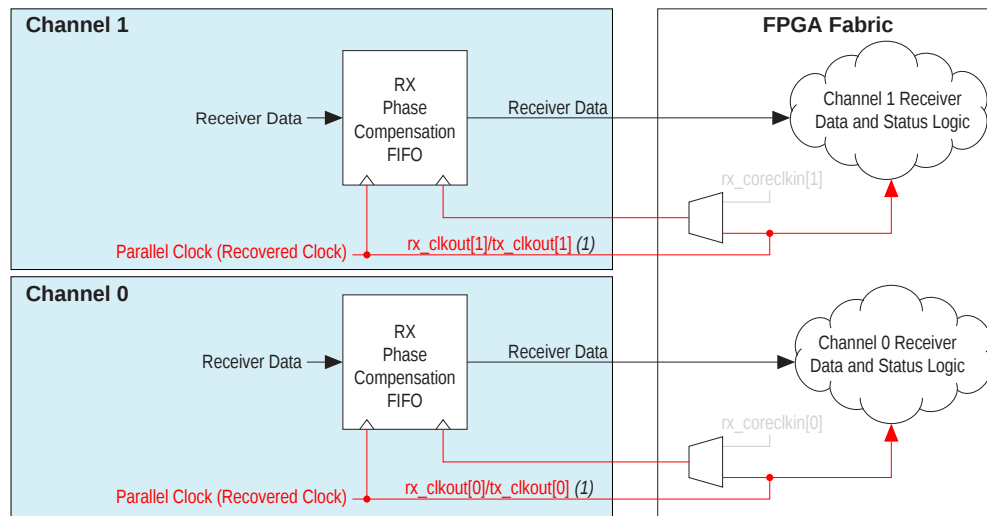 Channel 1
FPGA Fabric
RX
Phase
Compensation
FIFO
Receiver Data
Receiver Data
Channel 1 Receiver
Data and Status Logic
rx_coreclkin[1]
Parallel Clock (Recovered Clock)
rx_clkout[1]/tx_clkout[1] (1)
Channel 0
RX
Phase
Compensation
FIFO
Receiver Data
Receiver Data
Channel 0 Receiver
Data and Status Logic
rx_coreclkin[0]
Parallel Clock (Recovered Clock)
rx_clkout[0]/tx_clkout[0] (1)